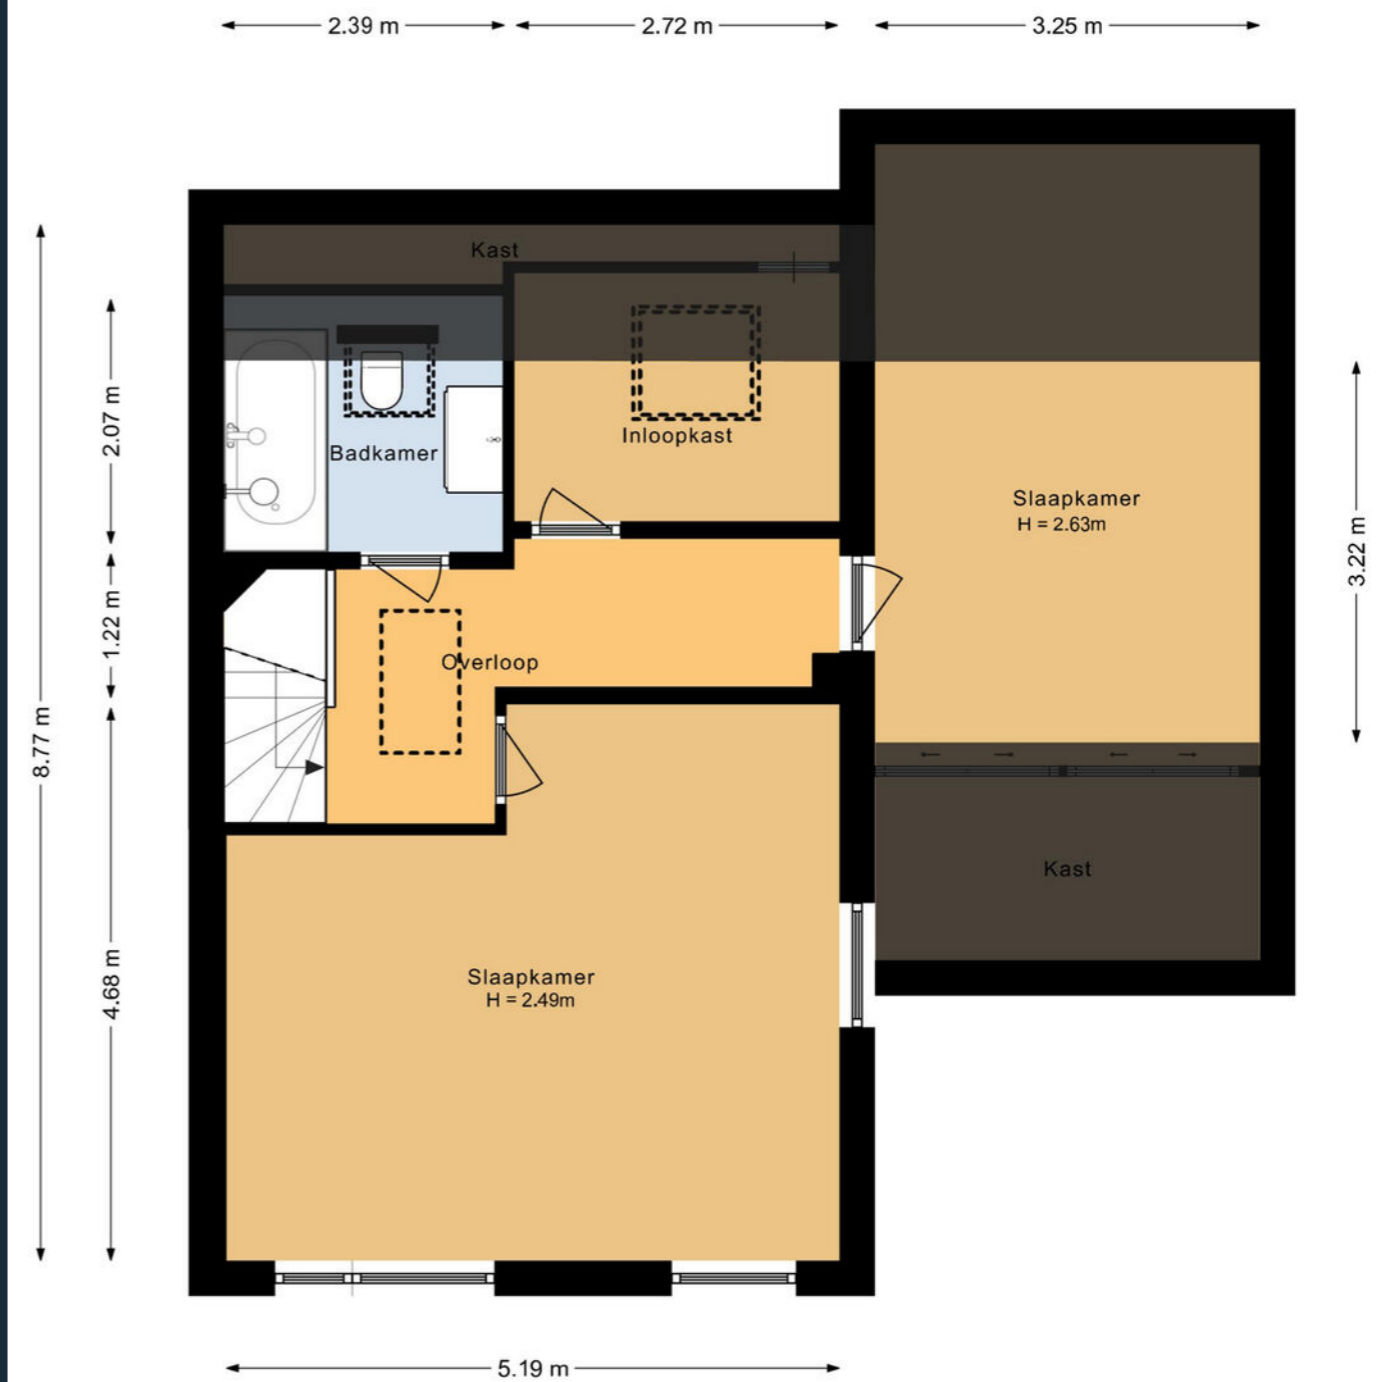 2.39 m
2.72 m
3.25 m
Kast
2.07 m
Badkamer
Inloopkast
Slaapkamer
H = 2.63m
3.22 m
1.22 m
Overloop
8.77 m
Kast
4.68 m
Slaapkamer
H = 2.49m
5.19 m